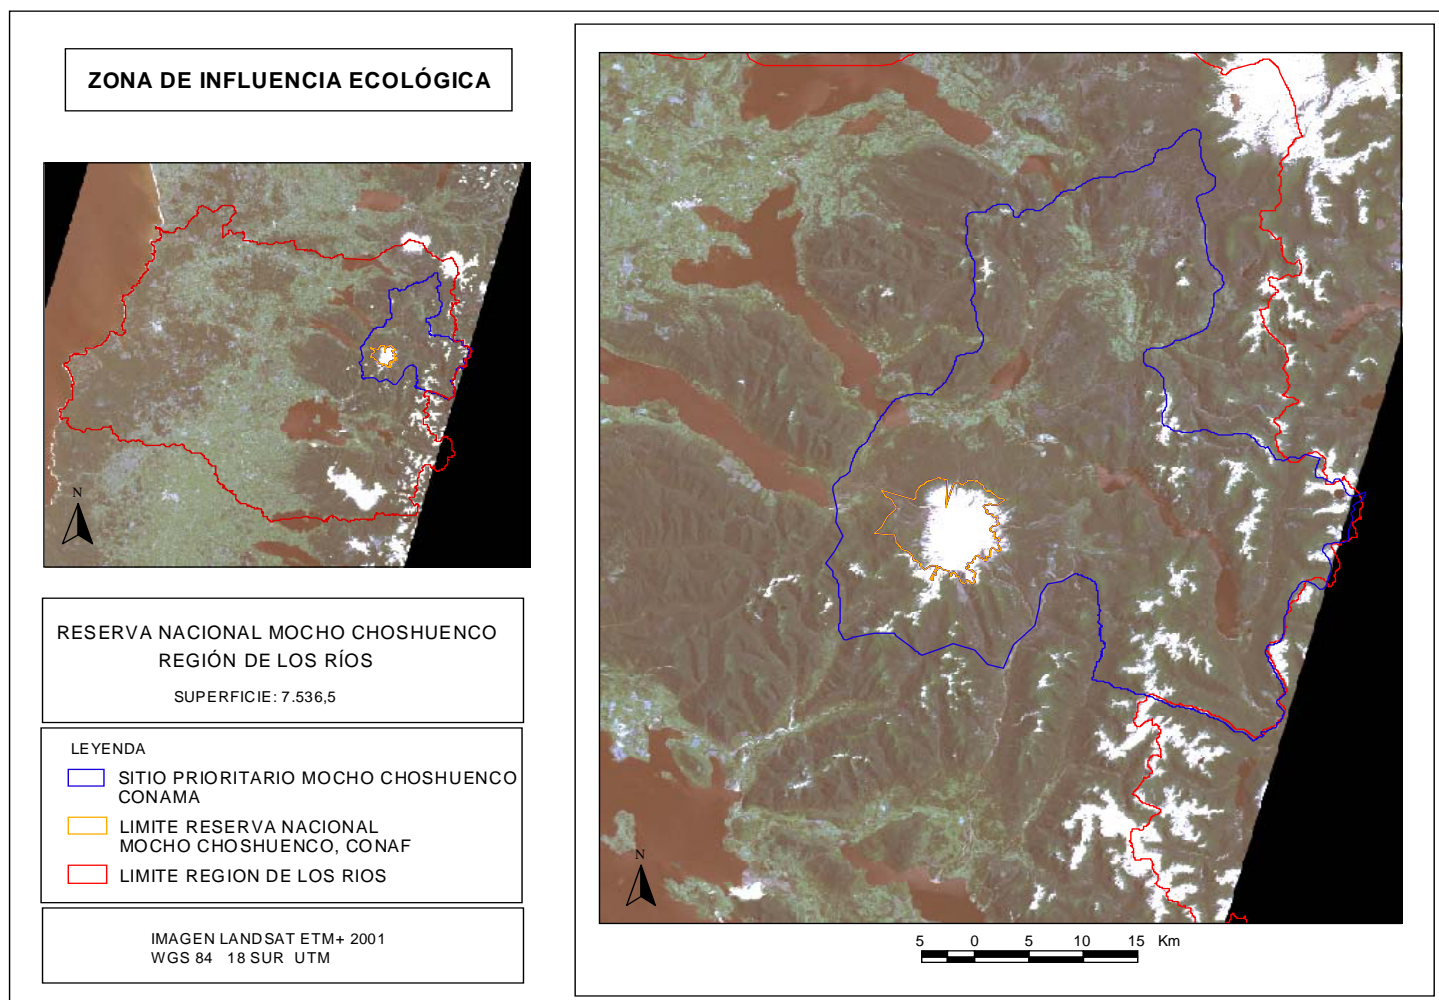 ZONA DE INFLUENCIA ECOLÓGICA
N
RESERVA NACIONAL MOCHO CHOSHUENCO
REGIÓN DE LOS RÍOS
SUPERFICIE: 7.536,5
LEYENDA
SITIO PRIORITARIO MOCHO CHOSHUENCO
CONAMA
LIMITE RESERVA NACIONAL
MOCHO CHOSHUENCO, CONAF
LIMITE REGION DE LOS RIOS
IMAGEN LANDSAT ETM+ 2001
WGS 84 18 SUR UTM
N
5 0 5 10 15 Km